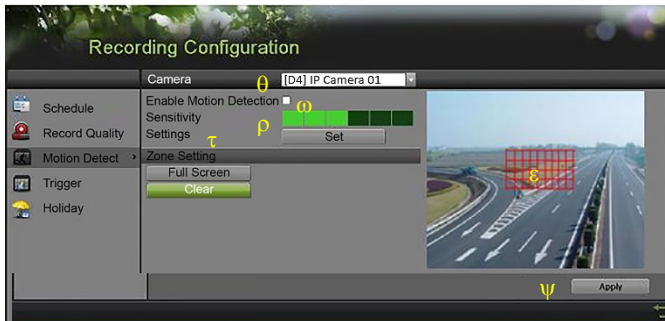 Recording Configuration
Camera θ [D4] IP Camera 01
Enable Motion Detection ω
Schedule
Sensitivity ρ
Record Quality
Settings τ Set
Motion Detect
Zone Setting
Full Screen
ε
Trigger
Clear
Holiday
ψ Apply